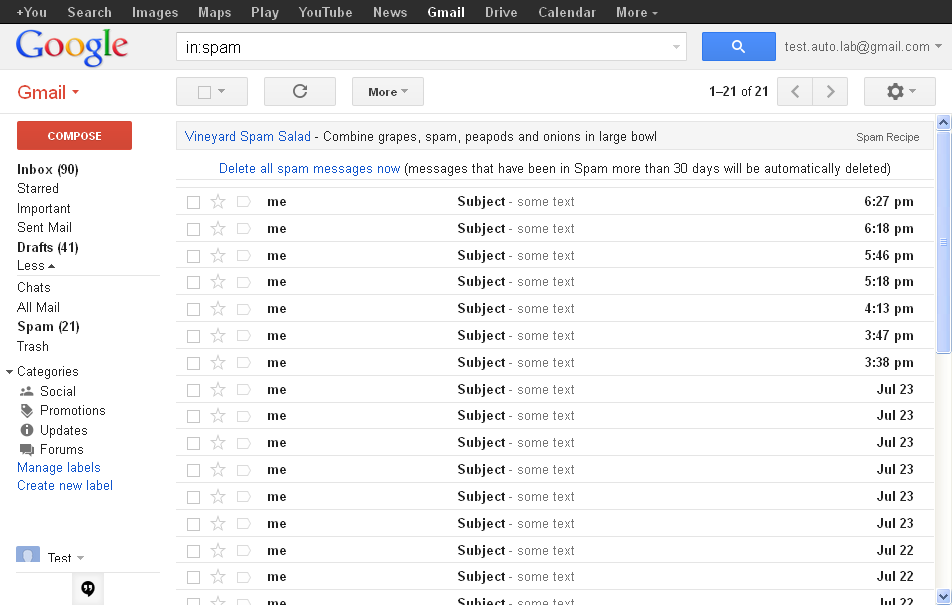 +You Search Images Maps Play YouTube News Gmail Drive Calendar More
Google in:spam test.auto.lab@gmail.com
Gmail More 1–21 of 21
COMPOSE
Inbox (90)
Starred
Important
Sent Mail
Drafts (41)
Less
Chats
All Mail
Spam (21)
Trash
Categories
Social
Promotions
Updates
Forums
Manage labels
Create new label
Test
Vineyard Spam Salad - Combine grapes, spam, peapods and onions in large bowl Spam Recipe
Delete all spam messages now (messages that have been in Spam more than 30 days will be automatically deleted)
me Subject - some text 6:27 pm
me Subject - some text 6:18 pm
me Subject - some text 5:46 pm
me Subject - some text 5:18 pm
me Subject - some text 4:13 pm
me Subject - some text 3:47 pm
me Subject - some text 3:38 pm
me Subject - some text Jul 23
me Subject - some text Jul 23
me Subject - some text Jul 23
me Subject - some text Jul 23
me Subject - some text Jul 23
me Subject - some text Jul 23
me Subject - some text Jul 22
me Subject - some text Jul 22
me Subject - some text Jul 22